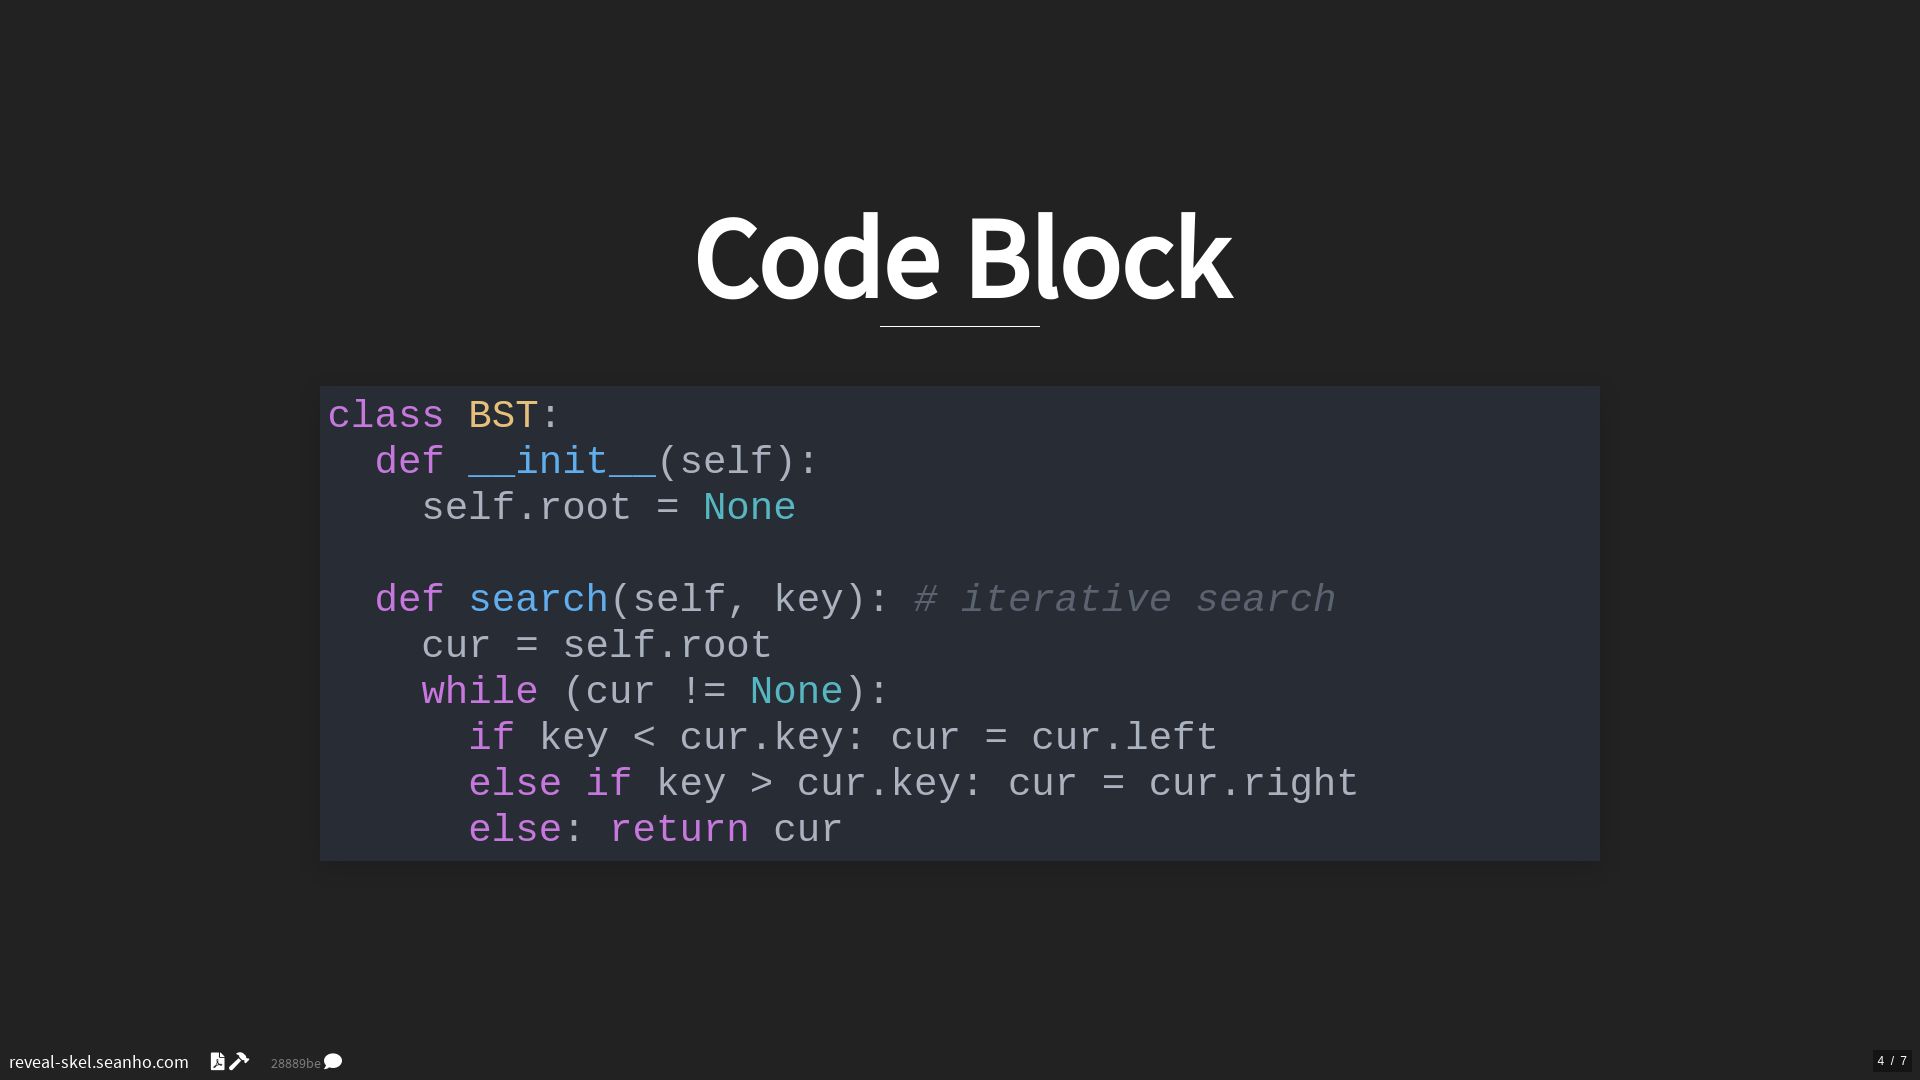 Code Block
class BST:
  def __init__(self):
    self.root = None

  def search(self, key): # iterative search
    cur = self.root
    while (cur != None):
      if key < cur.key: cur = cur.left
      else if key > cur.key: cur = cur.right
      else: return cur
reveal-skel.seanho.com 28889be 4 / 7